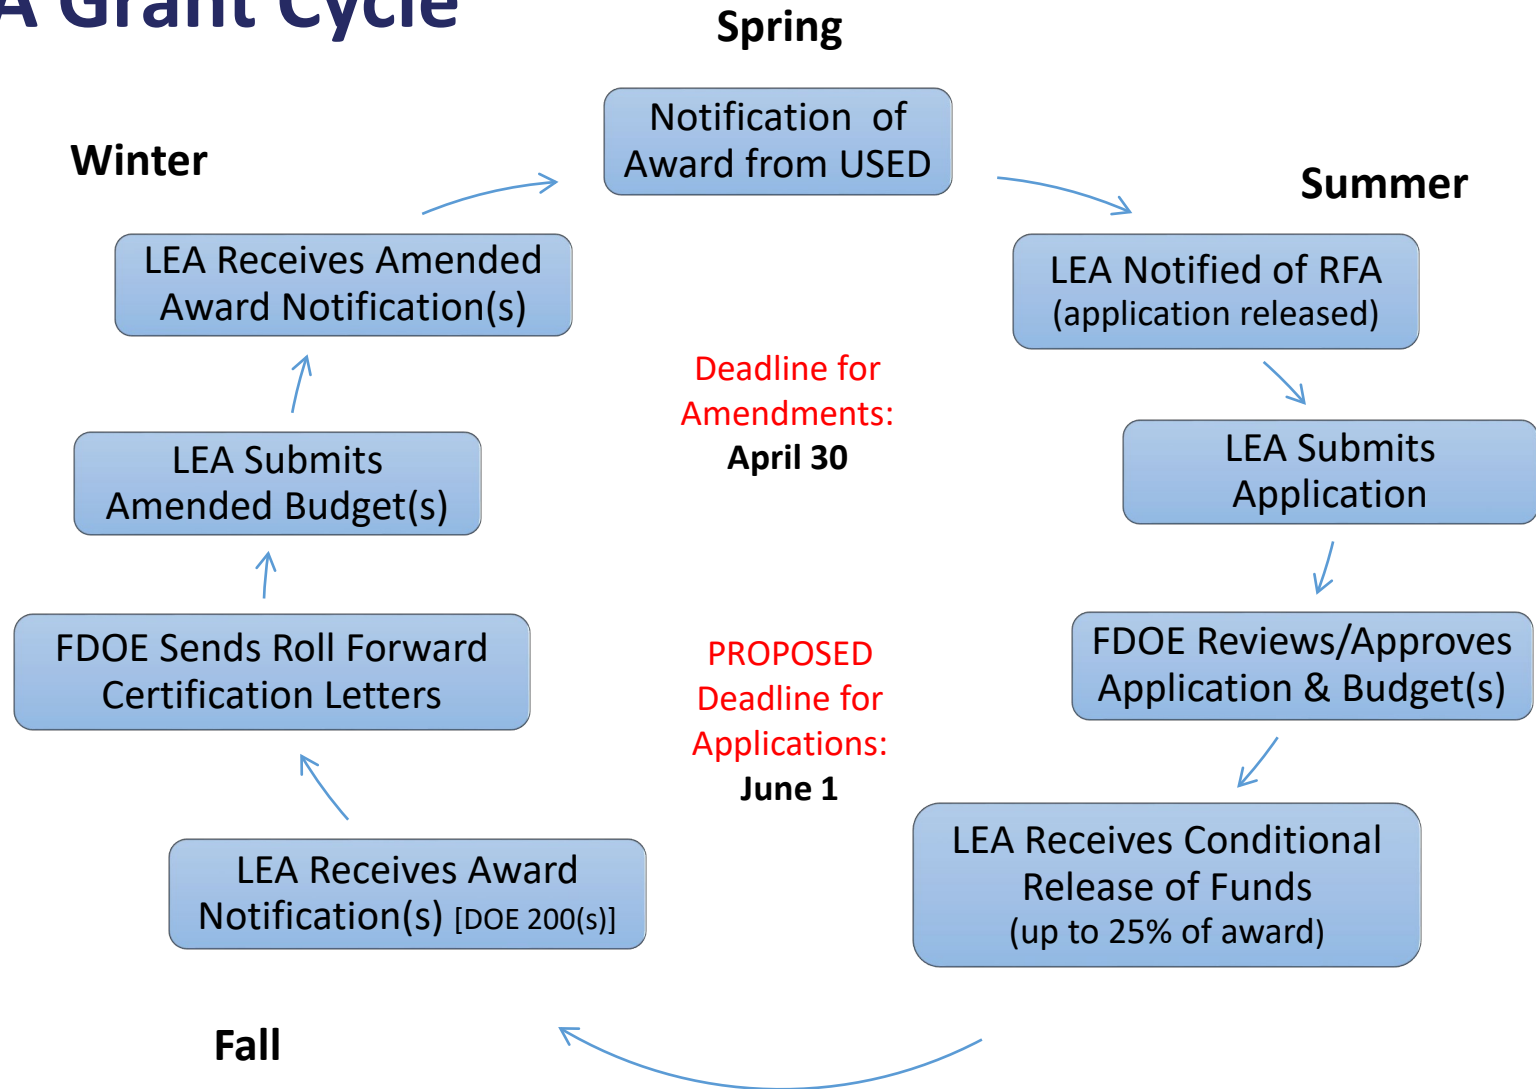 A Grant Cycle
Spring
Notification of
Award from USED
Winter
Summer
LEA Receives Amended
Award Notification(s)
LEA Notified of RFA
(application released)
Deadline for
Amendments:
April 30
LEA Submits
Amended Budget(s)
LEA Submits
Application
FDOE Sends Roll Forward
Certification Letters
PROPOSED
Deadline for
Applications:
June 1
FDOE Reviews/Approves
Application & Budget(s)
LEA Receives Award
Notification(s) [DOE 200(s)]
LEA Receives Conditional
Release of Funds
(up to 25% of award)
Fall